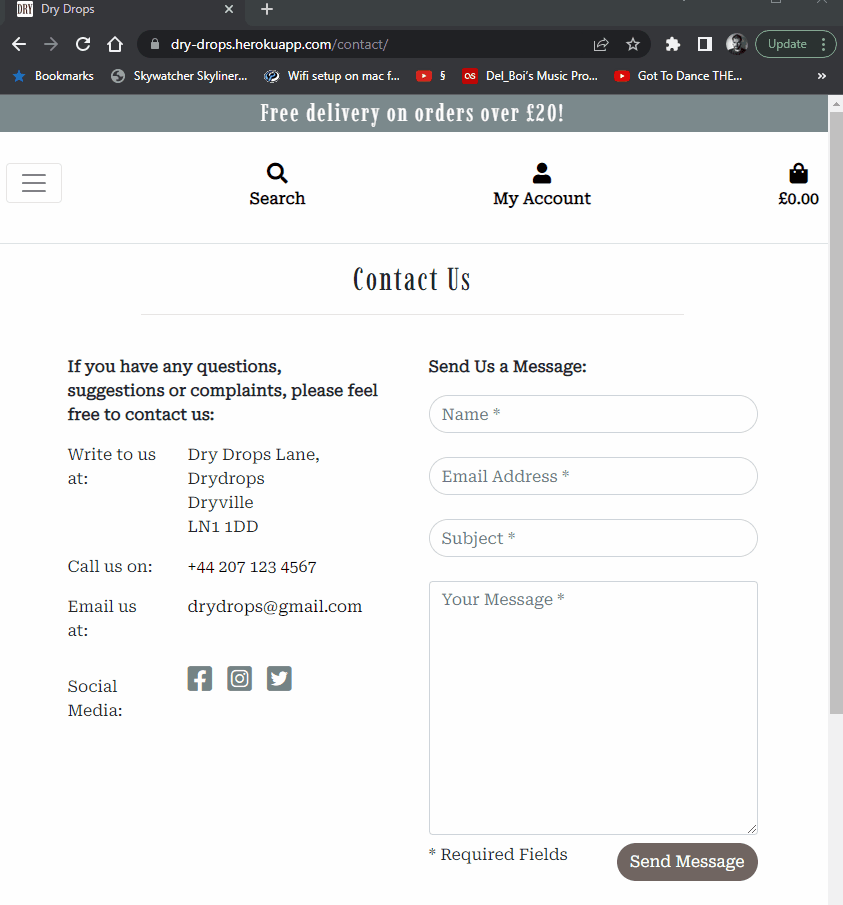 DRY Dry Drops
dry-drops.herokuapp.com/contact/
Update
Bookmarks Skywatcher Skyliner... Wifi setup on mac f... § Del_Boi's Music Pro... Got To Dance THE... »
Free delivery on orders over £20!
Search My Account £0.00
Contact Us
If you have any questions,
suggestions or complaints, please feel
free to contact us:
Write to us
at:
Dry Drops Lane,
Drydrops
Dryville
LN1 1DD
Call us on: +44 207 123 4567
Email us
at:
drydrops@gmail.com
Social
Media:
Send Us a Message:
Name *
Email Address *
Subject *
Your Message *
* Required Fields
Send Message